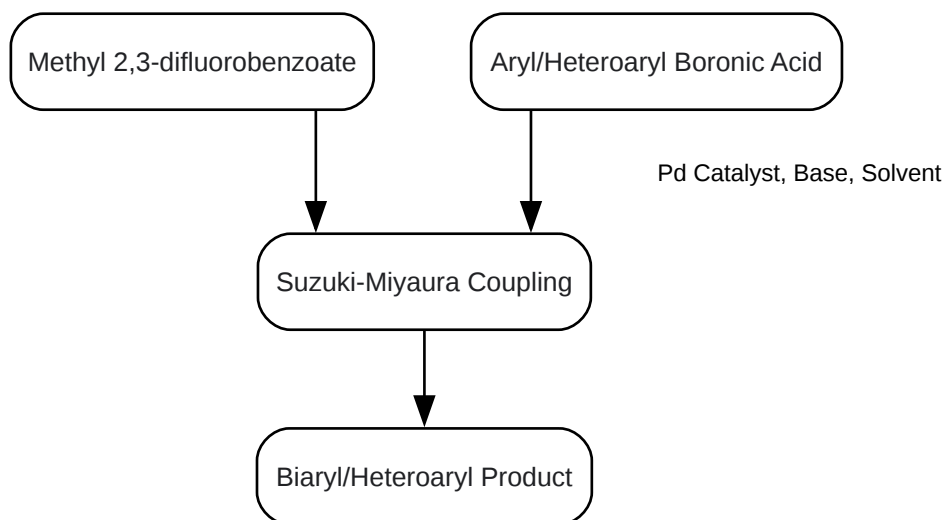 Methyl 2,3-difluorobenzoate
Aryl/Heteroaryl Boronic Acid
Pd Catalyst, Base, Solvent
Suzuki-Miyaura Coupling
Biaryl/Heteroaryl Product